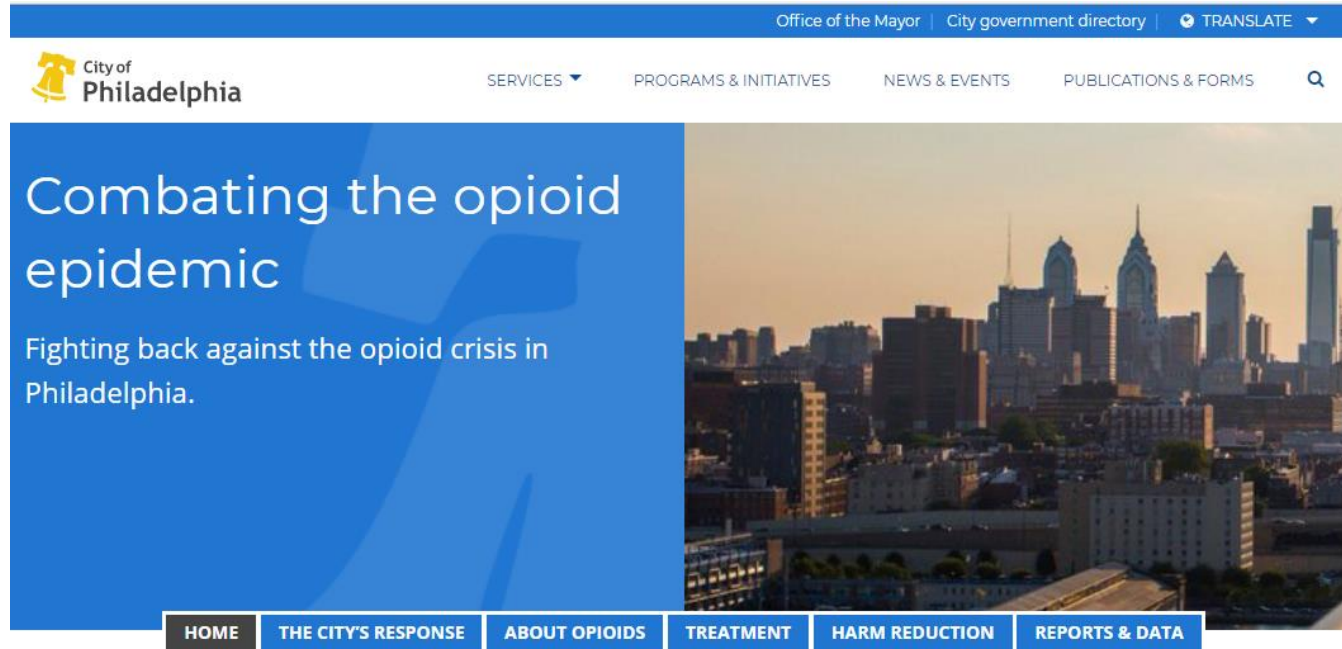 Office of the Mayor | City government directory | TRANSLATE
City of
Philadelphia
SERVICES PROGRAMS & INITIATIVES NEWS & EVENTS PUBLICATIONS & FORMS
Combating the opioid
epidemic
Fighting back against the opioid crisis in
Philadelphia.
HOME THE CITY'S RESPONSE ABOUT OPIOIDS TREATMENT HARM REDUCTION REPORTS & DATA